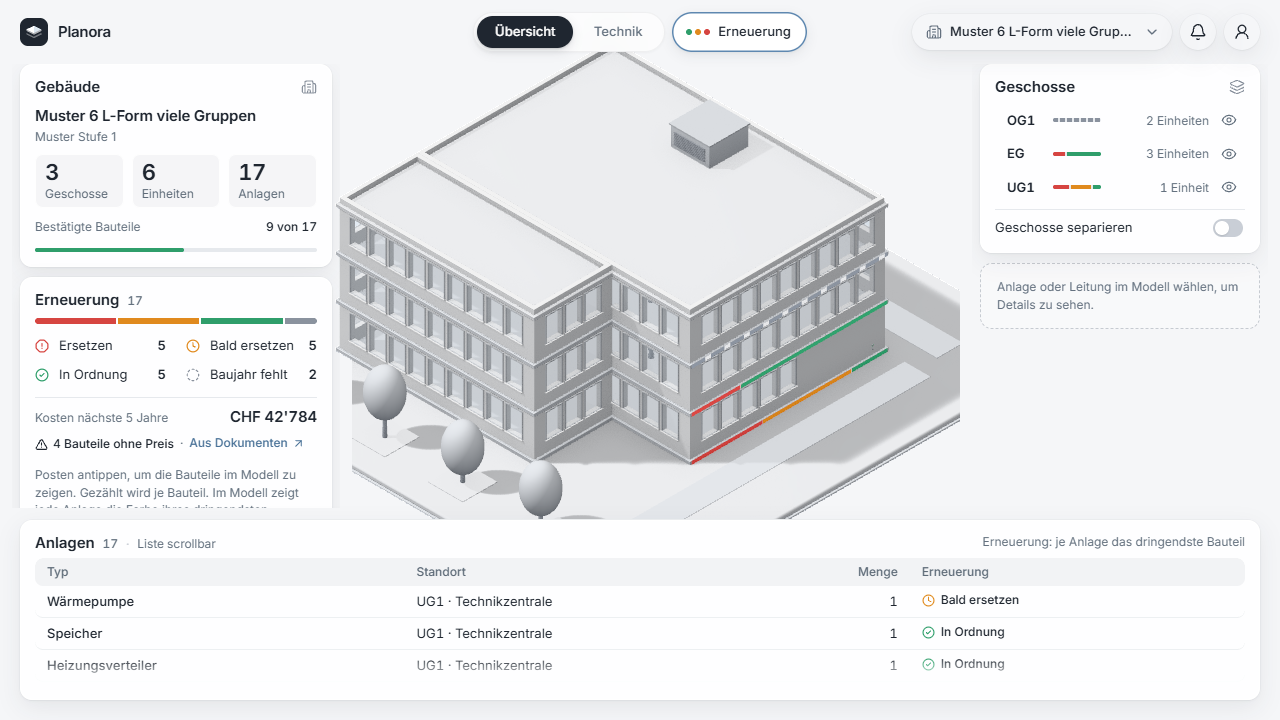 Planora
Übersicht
Technik
Erneuerung
Muster 6 L-Form viele Grup...
Gebäude
Muster 6 L-Form viele Gruppen
Muster Stufe 1
3
Geschosse
6
Einheiten
17
Anlagen
Bestätigte Bauteile
9 von 17
Erneuerung 17
Ersetzen 5
Bald ersetzen 5
In Ordnung 5
Baujahr fehlt 2
Kosten nächste 5 Jahre
CHF 42'784
4 Bauteile ohne Preis · Aus Dokumenten
Posten antippen, um die Bauteile im Modell zu
zeigen. Gezählt wird je Bauteil. Im Modell zeigt
jede Anlage die Farbe ihres dringendsten
Geschosse
OG1 2 Einheiten
EG 3 Einheiten
UG1 1 Einheit
Geschosse separieren
Anlage oder Leitung im Modell wählen, um
Details zu sehen.
Anlagen 17 · Liste scrollbar
Erneuerung: je Anlage das dringendste Bauteil
Typ Standort Menge Erneuerung
Wärmepumpe UG1 · Technikzentrale 1 Bald ersetzen
Speicher UG1 · Technikzentrale 1 In Ordnung
Heizungsverteiler UG1 · Technikzentrale 1 In Ordnung